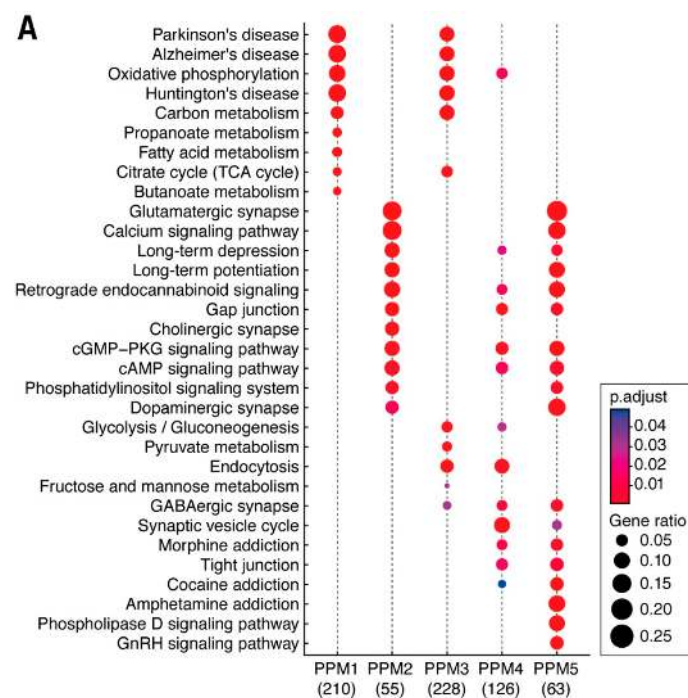 A
Parkinson's disease
Alzheimer's disease
Oxidative phosphorylation
Huntington's disease
Carbon metabolism
Propanoate metabolism
Fatty acid metabolism
Citrate cycle (TCA cycle)
Butanoate metabolism
Glutamatergic synapse
Calcium signaling pathway
Long-term depression
Long-term potentiation
Retrograde endocannabinoid signaling
Gap junction
Cholinergic synapse
cGMP−PKG signaling pathway
cAMP signaling pathway
Phosphatidylinositol signaling system
Dopaminergic synapse
Glycolysis / Gluconeogenesis
Pyruvate metabolism
Endocytosis
Fructose and mannose metabolism
GABAergic synapse
Synaptic vesicle cycle
Morphine addiction
Tight junction
Cocaine addiction
Amphetamine addiction
Phospholipase D signaling pathway
GnRH signaling pathway
PPM1 PPM2 PPM3 PPM4 PPM5
(210) (55) (228) (126) (63)
p.adjust
0.04
0.03
0.02
0.01
Gene ratio
0.05
0.10
0.15
0.20
0.25